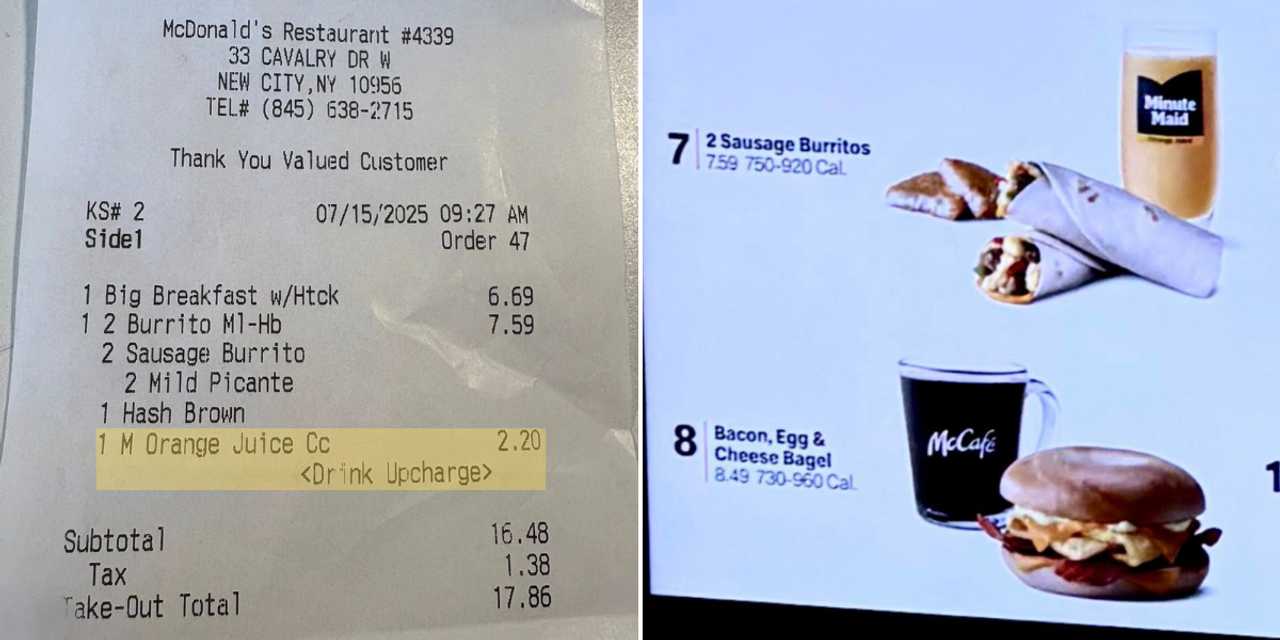 McDonald's Restaurant #4339
33 CAVALRY DR W
NEW CITY,NY 10956
TEL# (845) 638-2715
Thank You Valued Customer
KS# 2 07/15/2025 09:27 AM
Side1 Order 47
1 Big Breakfast w/Htck 6.69
1 2 Burrito Ml-Hb 7.59
2 Sausage Burrito
2 Mild Picante
1 Hash Brown
1 M Orange Juice Cc 2.20
<Drink Upcharge>
Subtotal 16.48
Tax 1.38
Take-Out Total 17.86
Minute
Maid
7 2 Sausage Burritos
7.59 750-920 Cal.
8 Bacon, Egg &
Cheese Bagel
8.49 730-960 Cal.
McCafé
1